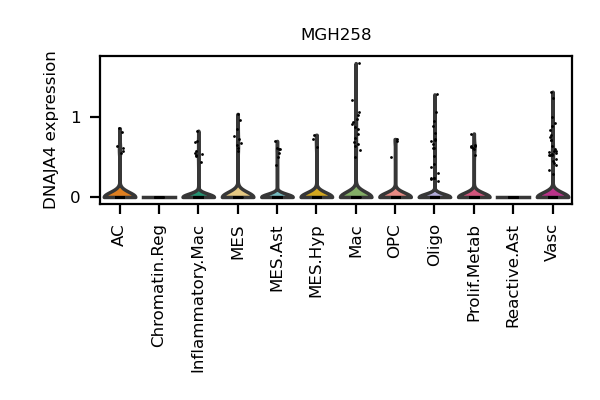 MGH258
DNAJA4 expression
1
0
AC
Chromatin.Reg
Inflammatory.Mac
MES
MES.Ast
MES.Hyp
Mac
OPC
Oligo
Prolif.Metab
Reactive.Ast
Vasc